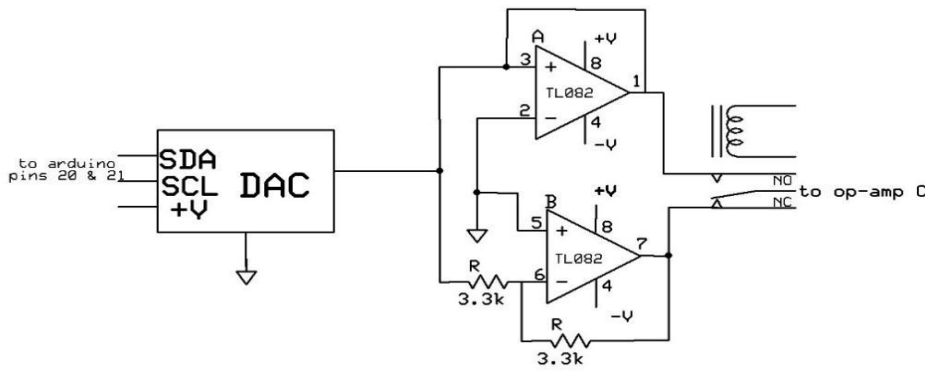 A
+V
3
+
8
1
TL082
2
−
4
-V
to arduino
pins 20 & 21
SDA
SCL
+V
DAC
NO
to op-amp C
NC
B
+V
5
+
8
7
TL082
6
−
4
-V
R
3.3k
R
3.3k